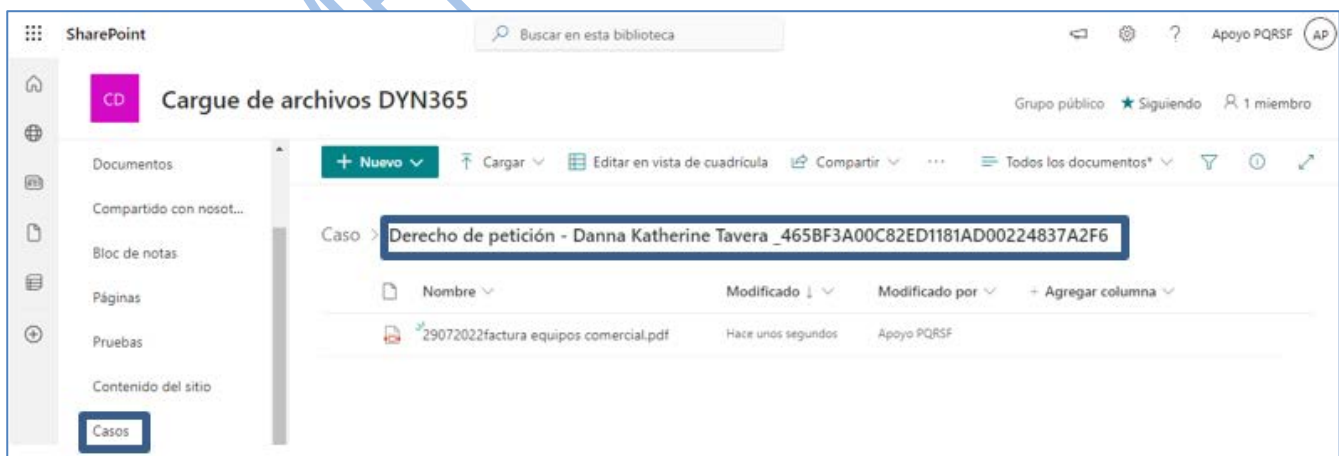 SharePoint
Buscar en esta biblioteca
? Apoyo PQRSF AP
CD Cargue de archivos DYN365
Grupo público ★ Siguiendo 1 miembro
Documentos
+ Nuevo Cargar Editar en vista de cuadrícula Compartir ··· Todos los documentos*
Compartido con nosot...
Caso > Derecho de petición - Danna Katherine Tavera _465BF3A00C82ED1181AD00224837A2F6
Bloc de notas
Páginas
Nombre Modificado ↓ Modificado por + Agregar columna
Pruebas
29072022factura equipos comercial.pdf Hace unos segundos Apoyo PQRSF
Contenido del sitio
Casos